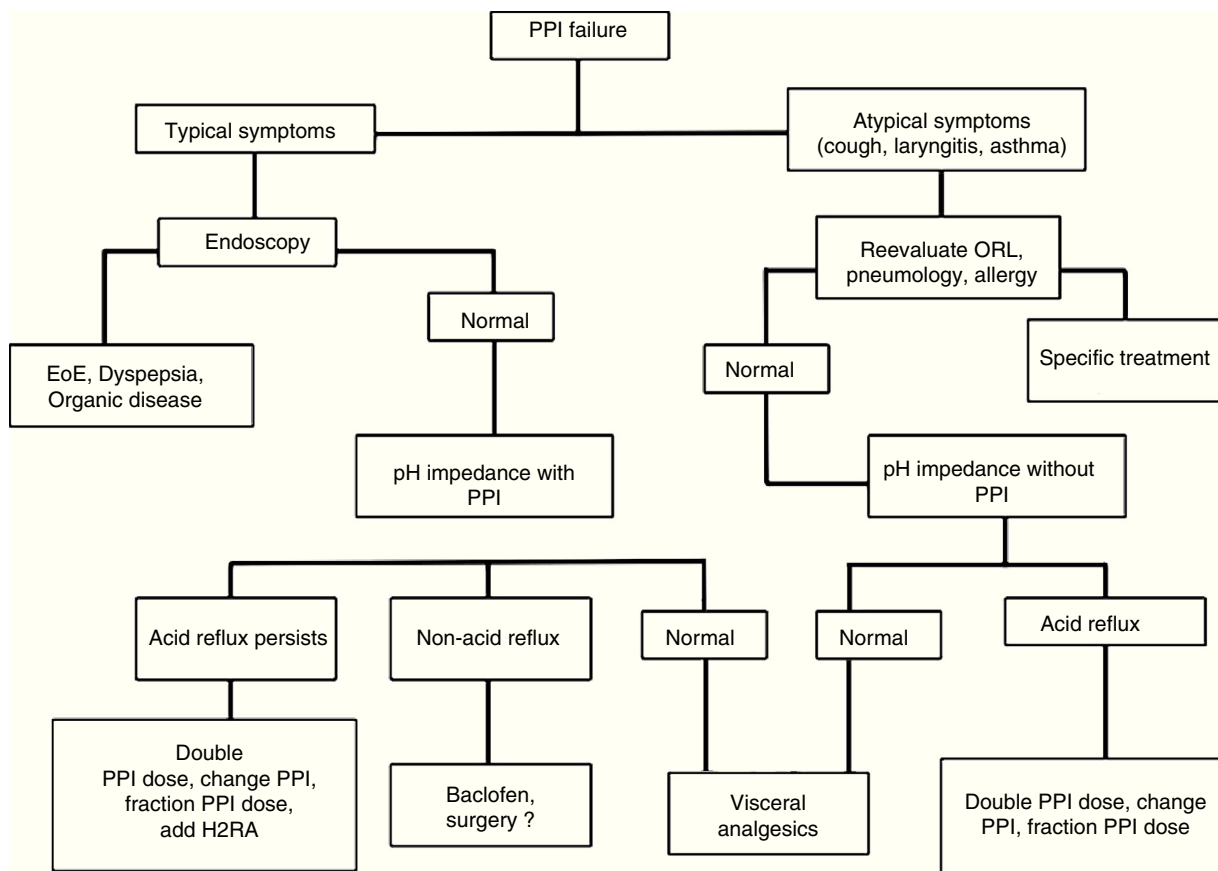 PPI failure
Typical symptoms
Atypical symptoms
(cough, laryngitis, asthma)
Endoscopy
Reevaluate ORL,
pneumology, allergy
Normal
Specific treatment
Normal
EoE, Dyspepsia,
Organic disease
pH impedance with
PPI
pH impedance without
PPI
Acid reflux persists
Non-acid reflux
Normal
Normal
Acid reflux
Double
PPI dose, change PPI,
fraction PPI dose,
add H2RA
Baclofen,
surgery ?
Visceral
analgesics
Double PPI dose, change
PPI, fraction PPI dose